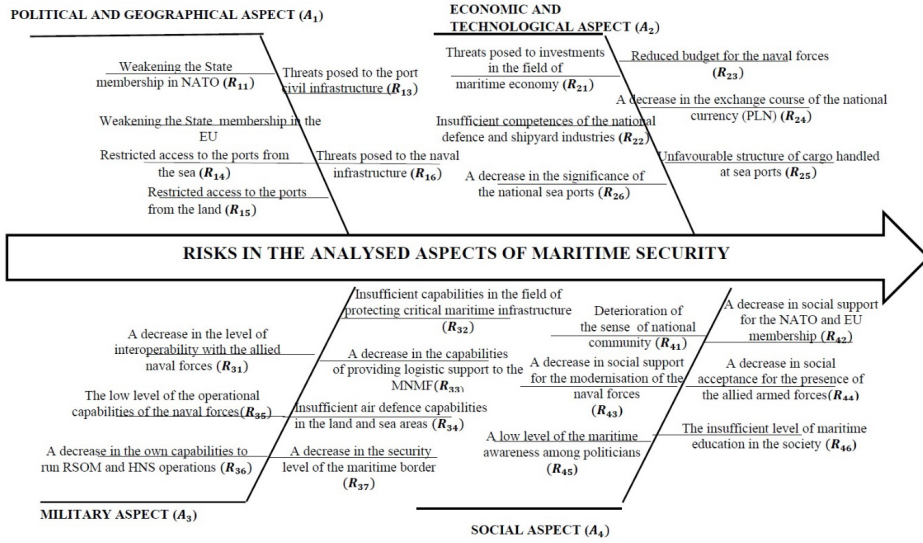 POLITICAL AND GEOGRAPHICAL ASPECT (A1)
Weakening the State
membership in NATO (R11)
Threats posed to the port
civil infrastructure (R13)
Weakening the State membership in the
EU
Restricted access to the ports from
the sea (R14)
Threats posed to the naval
infrastructure (R16)
Restricted access to the ports
from the land (R15)
ECONOMIC AND
TECHNOLOGICAL ASPECT (A2)
Threats posed to investments
in the field of
maritime economy (R21)
Reduced budget for the naval forces
(R23)
A decrease in the exchange course of the national
currency (PLN) (R24)
Insufficient competences of the national
defence and shipyard industries (R22)
Unfavourable structure of cargo handled
at sea ports (R25)
A decrease in the significance of
the national sea ports (R26)
RISKS IN THE ANALYSED ASPECTS OF MARITIME SECURITY
Insufficient capabilities in the field of
protecting critical maritime infrastructure
(R32)
A decrease in the level of
interoperability with the allied
naval forces (R31)
A decrease in the capabilities
of providing logistic support to the
MNMF(R33)
The low level of the operational
capabilities of the naval forces(R35)
Insufficient air defence capabilities
in the land and sea areas (R34)
A decrease in the own capabilities to
run RSOM and HNS operations (R36)
A decrease in the security
level of the maritime border
(R37)
MILITARY ASPECT (A3)
Deterioration of
the sense of national
community (R41)
A decrease in social support
for the NATO and EU
membership (R42)
A decrease in social support
for the modernisation of the
naval forces
(R43)
A decrease in social
acceptance for the presence of
the allied armed forces(R44)
A low level of the maritime
awareness among politicians
(R45)
The insufficient level of maritime
education in the society (R46)
SOCIAL ASPECT (A4)